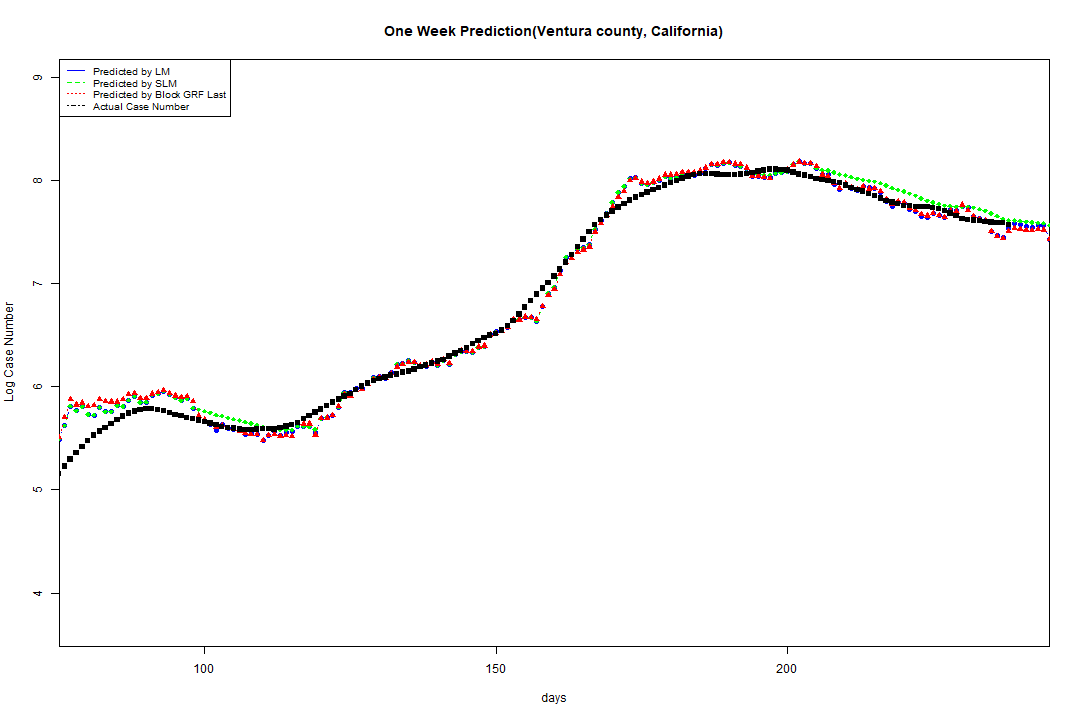 One Week Prediction(Ventura county, California)
Predicted by LM
Predicted by SLM
Predicted by Block GRF Last
Actual Case Number
9
8
7
6
5
4
Log Case Number
100 150 200
days